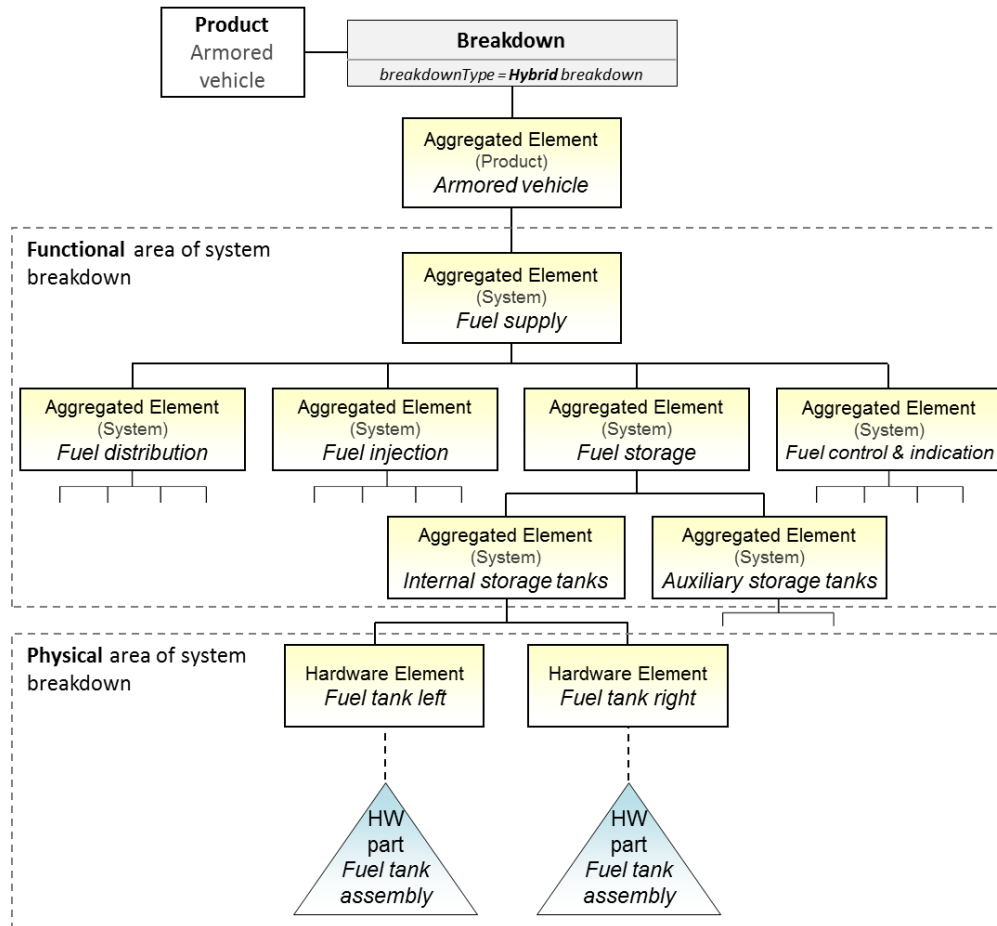 Product
Armored
vehicle
Breakdown
breakdownType = Hybrid breakdown
Aggregated Element
(Product)
Armored vehicle
Functional area of system
breakdown
Aggregated Element
(System)
Fuel supply
Aggregated Element
(System)
Fuel distribution
Aggregated Element
(System)
Fuel injection
Aggregated Element
(System)
Fuel storage
Aggregated Element
(System)
Fuel control & indication
Aggregated Element
(System)
Internal storage tanks
Aggregated Element
(System)
Auxiliary storage tanks
Physical area of system
breakdown
Hardware Element
Fuel tank left
Hardware Element
Fuel tank right
HW
part
Fuel tank
assembly
HW
part
Fuel tank
assembly